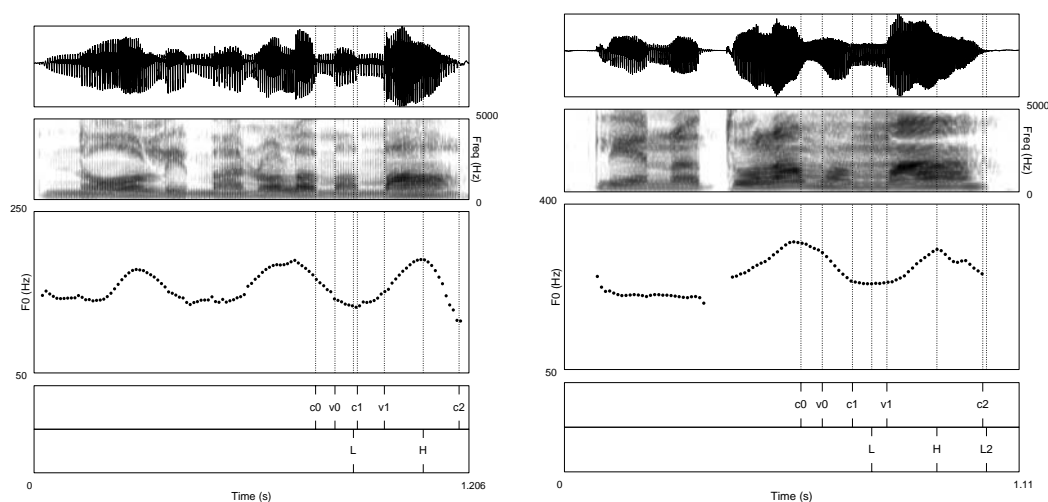 5000
Freq (Hz)
0
250
F0 (Hz)
50
c0 v0 c1 v1 c2
L H
0 1.206
Time (s)
5000
Freq (Hz)
0
400
F0 (Hz)
50
c0 v0 c1 v1 c2
L H L2
0 1.11
Time (s)